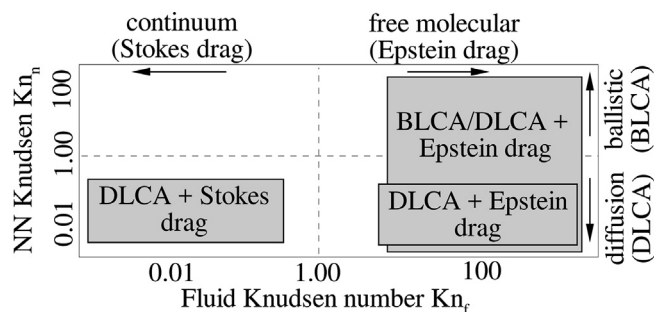 continuum
(Stokes drag)
free molecular
(Epstein drag)
NN Knudsen Kn_n
100
1.00
0.01
BLCA/DLCA +
Epstein drag
DLCA + Stokes
drag
DLCA + Epstein
drag
ballistic
(BLCA)
diffusion
(DLCA)
0.01
1.00
100
Fluid Knudsen number Kn_f